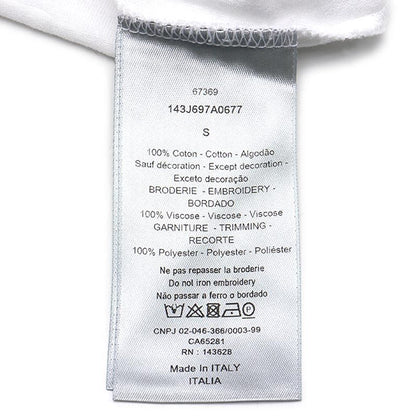 67369
143J697A0677
S
100% Coton - Cotton - Algodão
Sauf décoration - Except decoration -
Exceto decoração
BRODERIE - EMBROIDERY -
BORDADO
100% Viscose - Viscose - Viscose
GARNITURE - TRIMMING -
RECORTE
100% Polyester - Polyester - Poliéster
Ne pas repasser la broderie
Do not iron embroidery
Não passar a ferro o bordado
CNPJ 02-046-366/0003-99
CA65281
RN : 143628
Made in ITALY
ITALIA